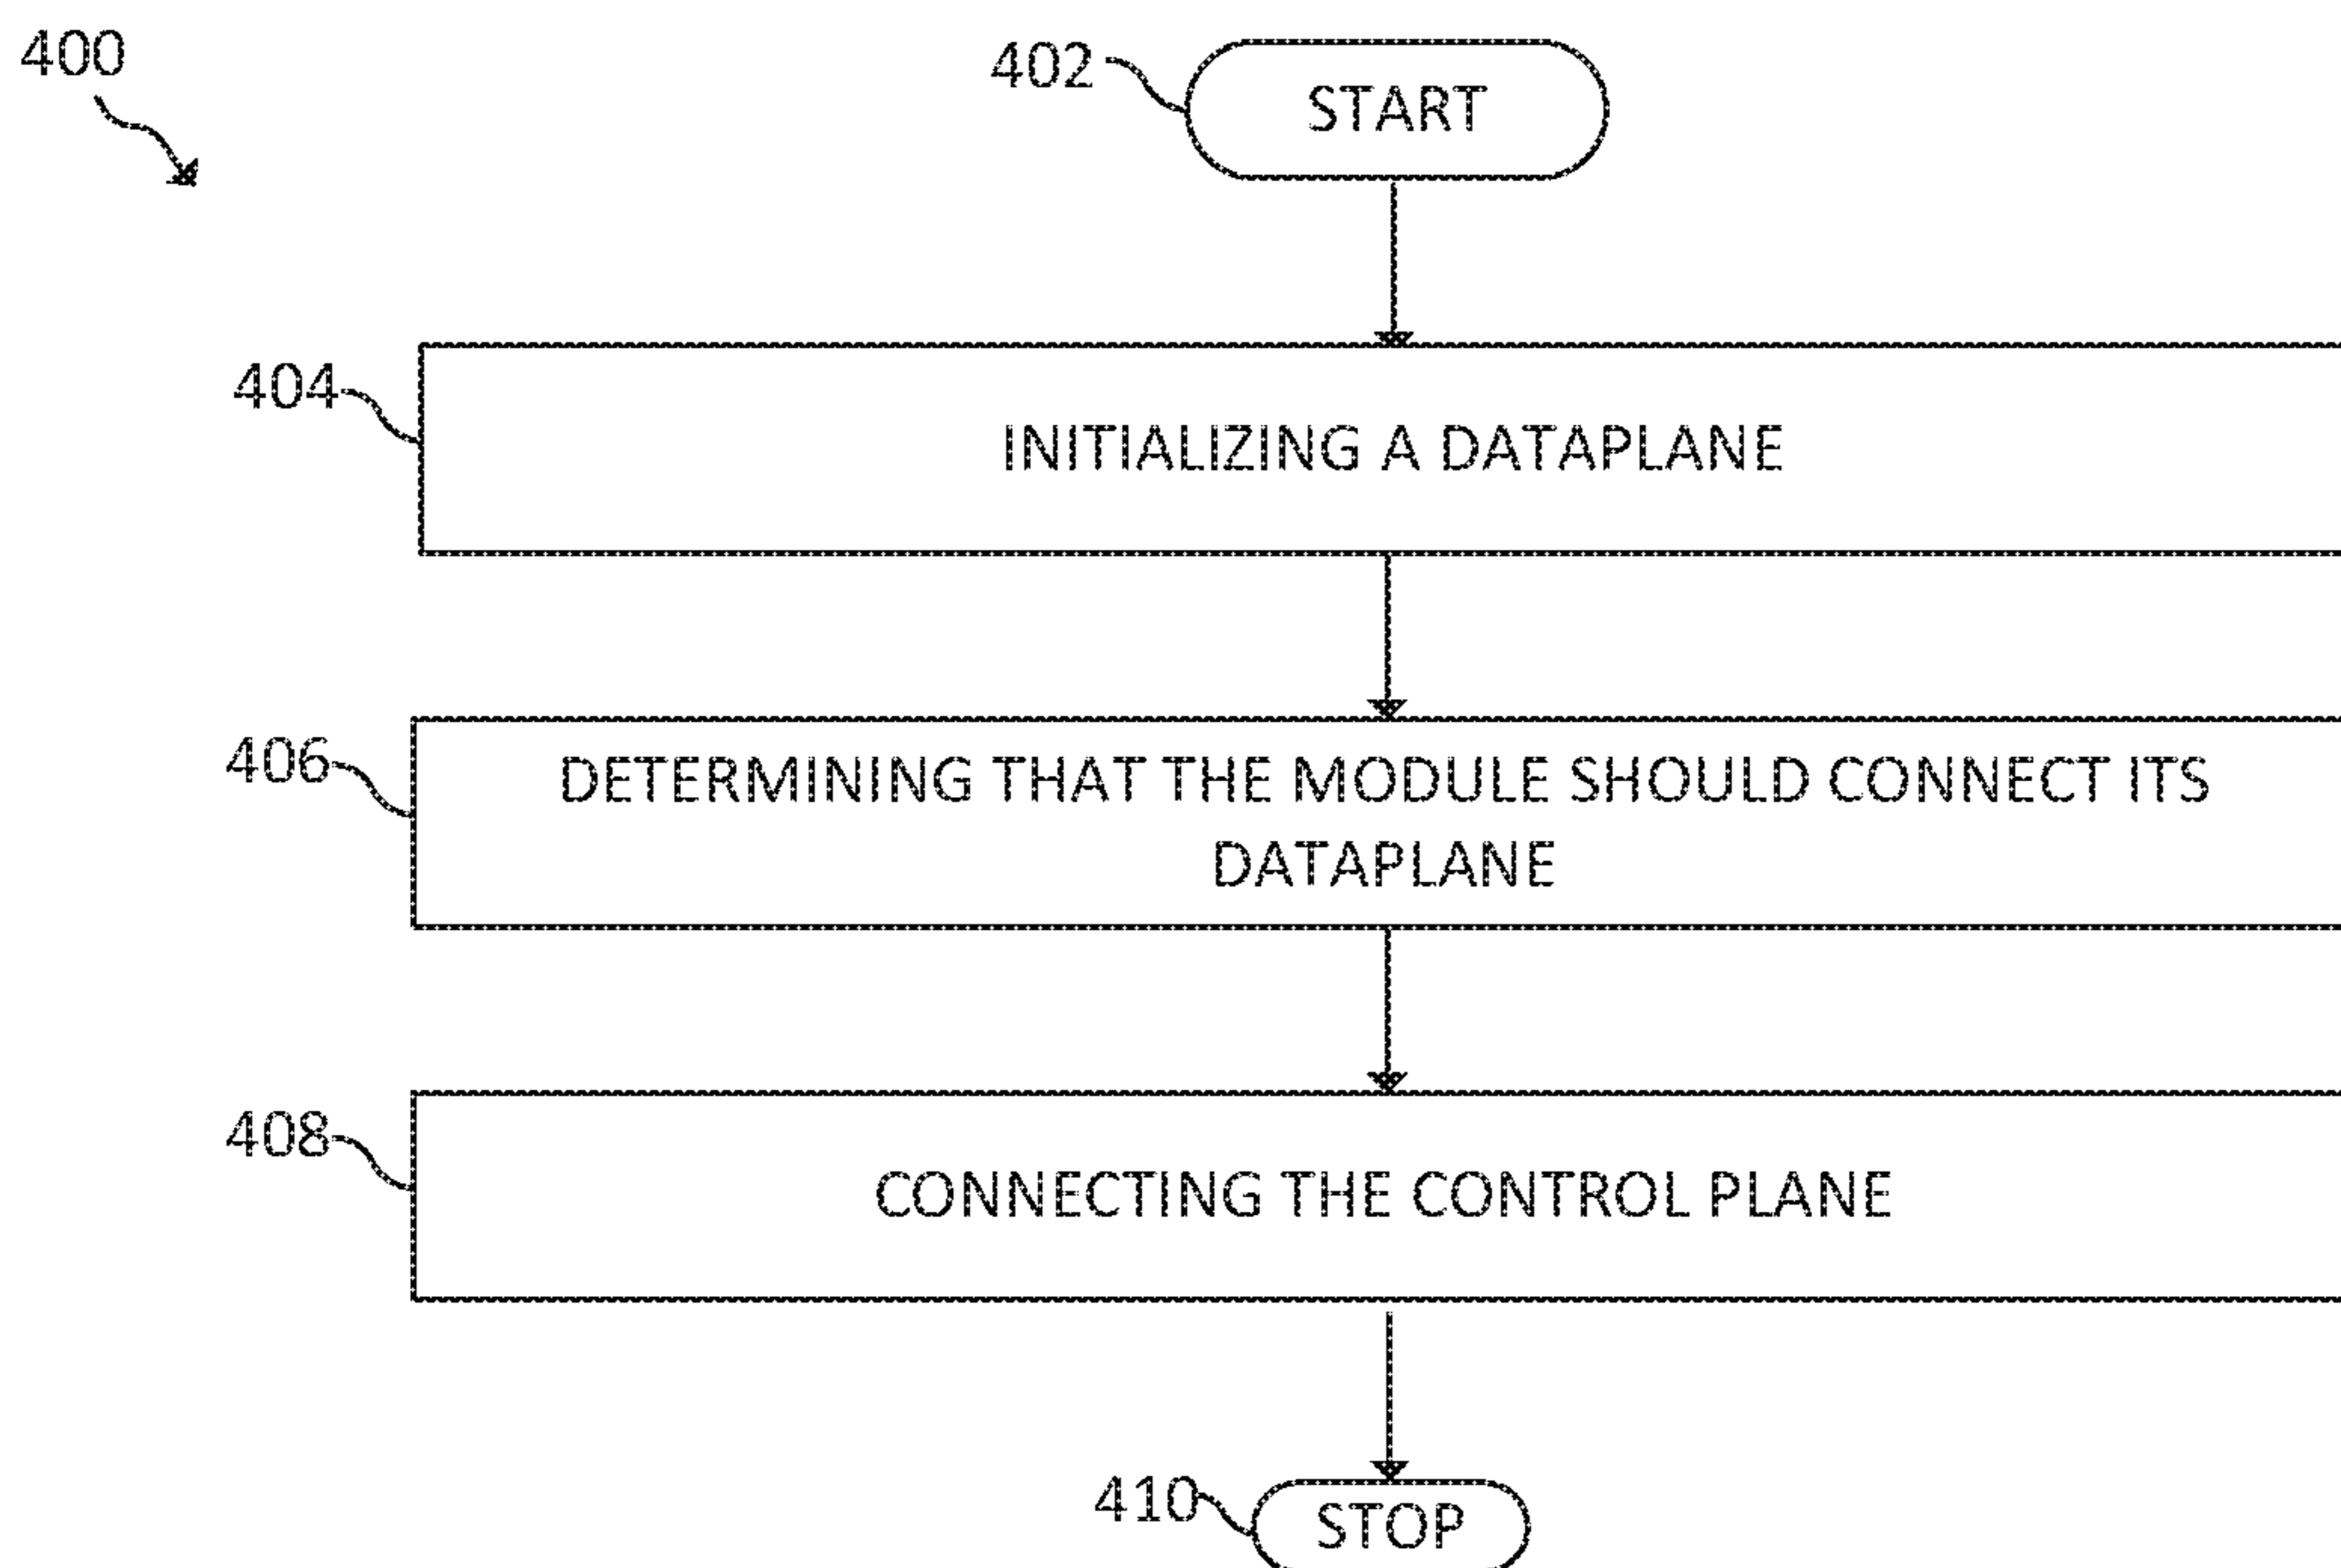 400
402
START
404
INITIALIZING A DATAPLANE
406
DETERMINING THAT THE MODULE SHOULD CONNECT ITS
DATAPLANE
408
CONNECTING THE CONTROL PLANE
410
STOP